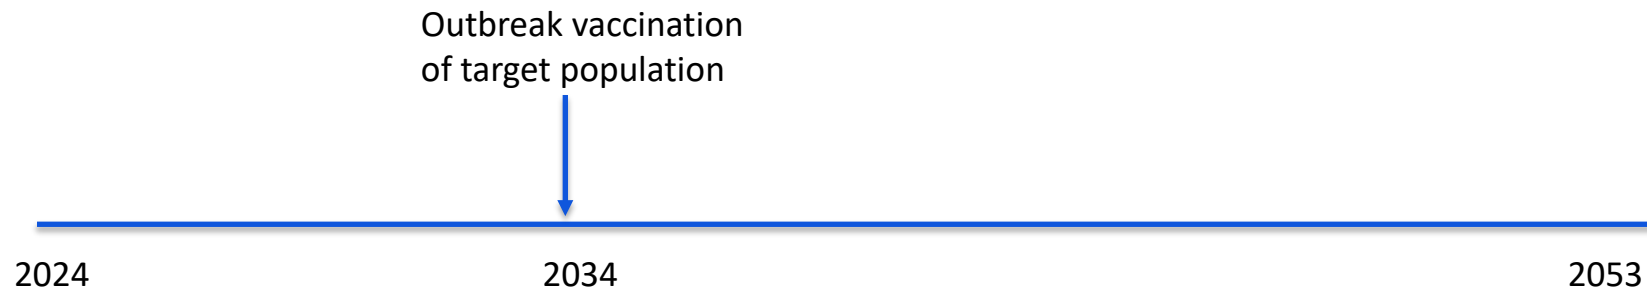 Outbreak vaccination
of target population
2024
2034
2053